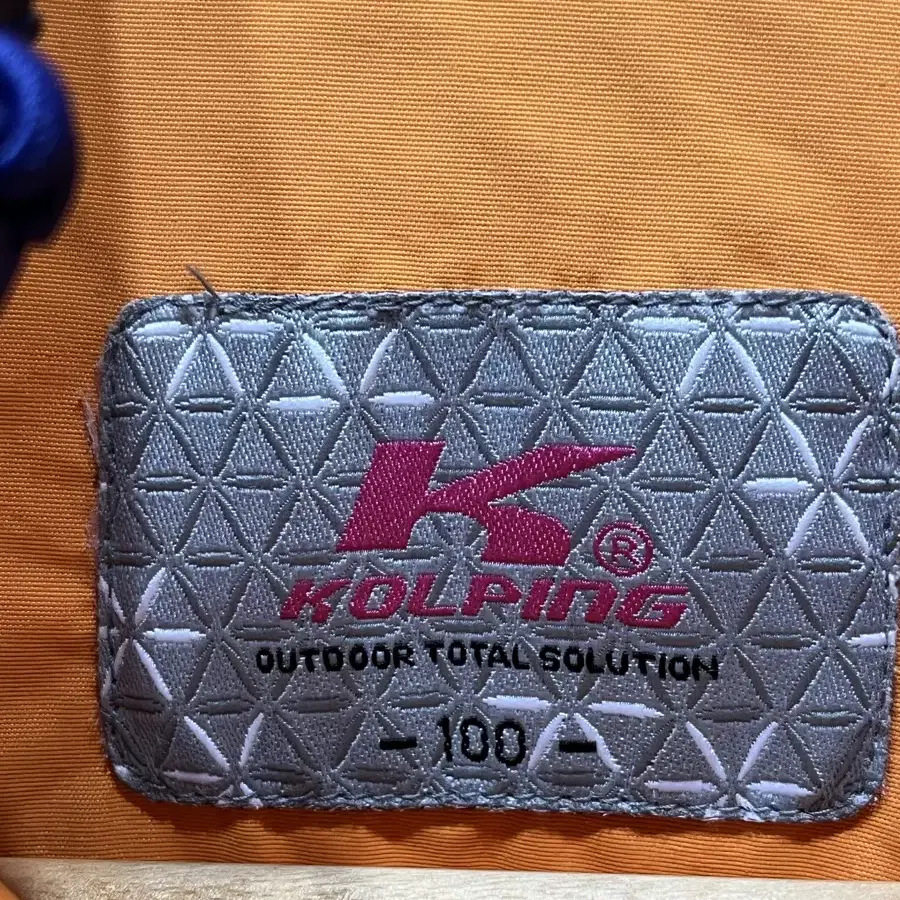 K®
KOLPING
OUTDOOR TOTAL SOLUTION
- 100 -